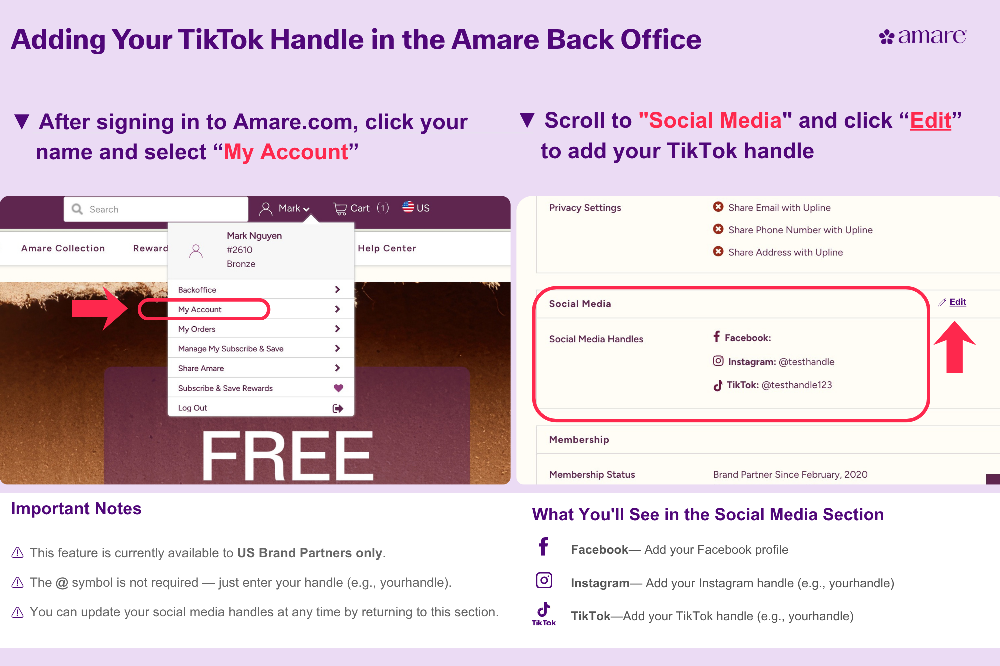 Adding Your TikTok Handle in the Amare Back Office
amare
▼ After signing in to Amare.com, click your
name and select “My Account”
▼ Scroll to "Social Media" and click “Edit”
to add your TikTok handle
Search
Mark
Cart (1)
US
Amare Collection
Reward
Help Center
Mark Nguyen
#2610
Bronze
Backoffice
My Account
My Orders
Manage My Subscribe & Save
Share Amare
Subscribe & Save Rewards
Log Out
FREE
Privacy Settings
Share Email with Upline
Share Phone Number with Upline
Share Address with Upline
Social Media
Edit
Social Media Handles
Facebook:
Instagram: @testhandle
TikTok: @testhandle123
Membership
Membership Status
Brand Partner Since February, 2020
Important Notes
This feature is currently available to US Brand Partners only.
The @ symbol is not required — just enter your handle (e.g., yourhandle).
You can update your social media handles at any time by returning to this section.
What You'll See in the Social Media Section
Facebook— Add your Facebook profile
Instagram— Add your Instagram handle (e.g., yourhandle)
TikTok
TikTok—Add your TikTok handle (e.g., yourhandle)